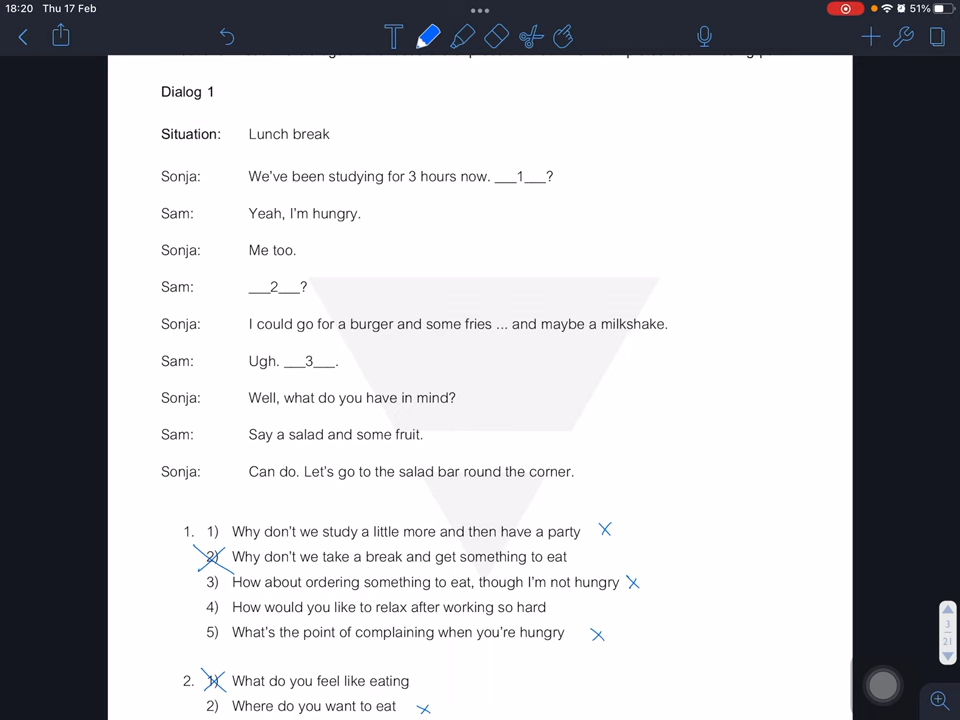 18:20 Thu 17 Feb
51%
Dialog 1
Situation: Lunch break
Sonja: We've been studying for 3 hours now. ___1___?
Sam: Yeah, I'm hungry.
Sonja: Me too.
Sam: ___2___?
Sonja: I could go for a burger and some fries ... and maybe a milkshake.
Sam: Ugh. ___3___.
Sonja: Well, what do you have in mind?
Sam: Say a salad and some fruit.
Sonja: Can do. Let's go to the salad bar round the corner.
1. 1) Why don't we study a little more and then have a party
2) Why don't we take a break and get something to eat
3) How about ordering something to eat, though I'm not hungry
4) How would you like to relax after working so hard
5) What's the point of complaining when you're hungry
2. 1) What do you feel like eating
2) Where do you want to eat
3
21